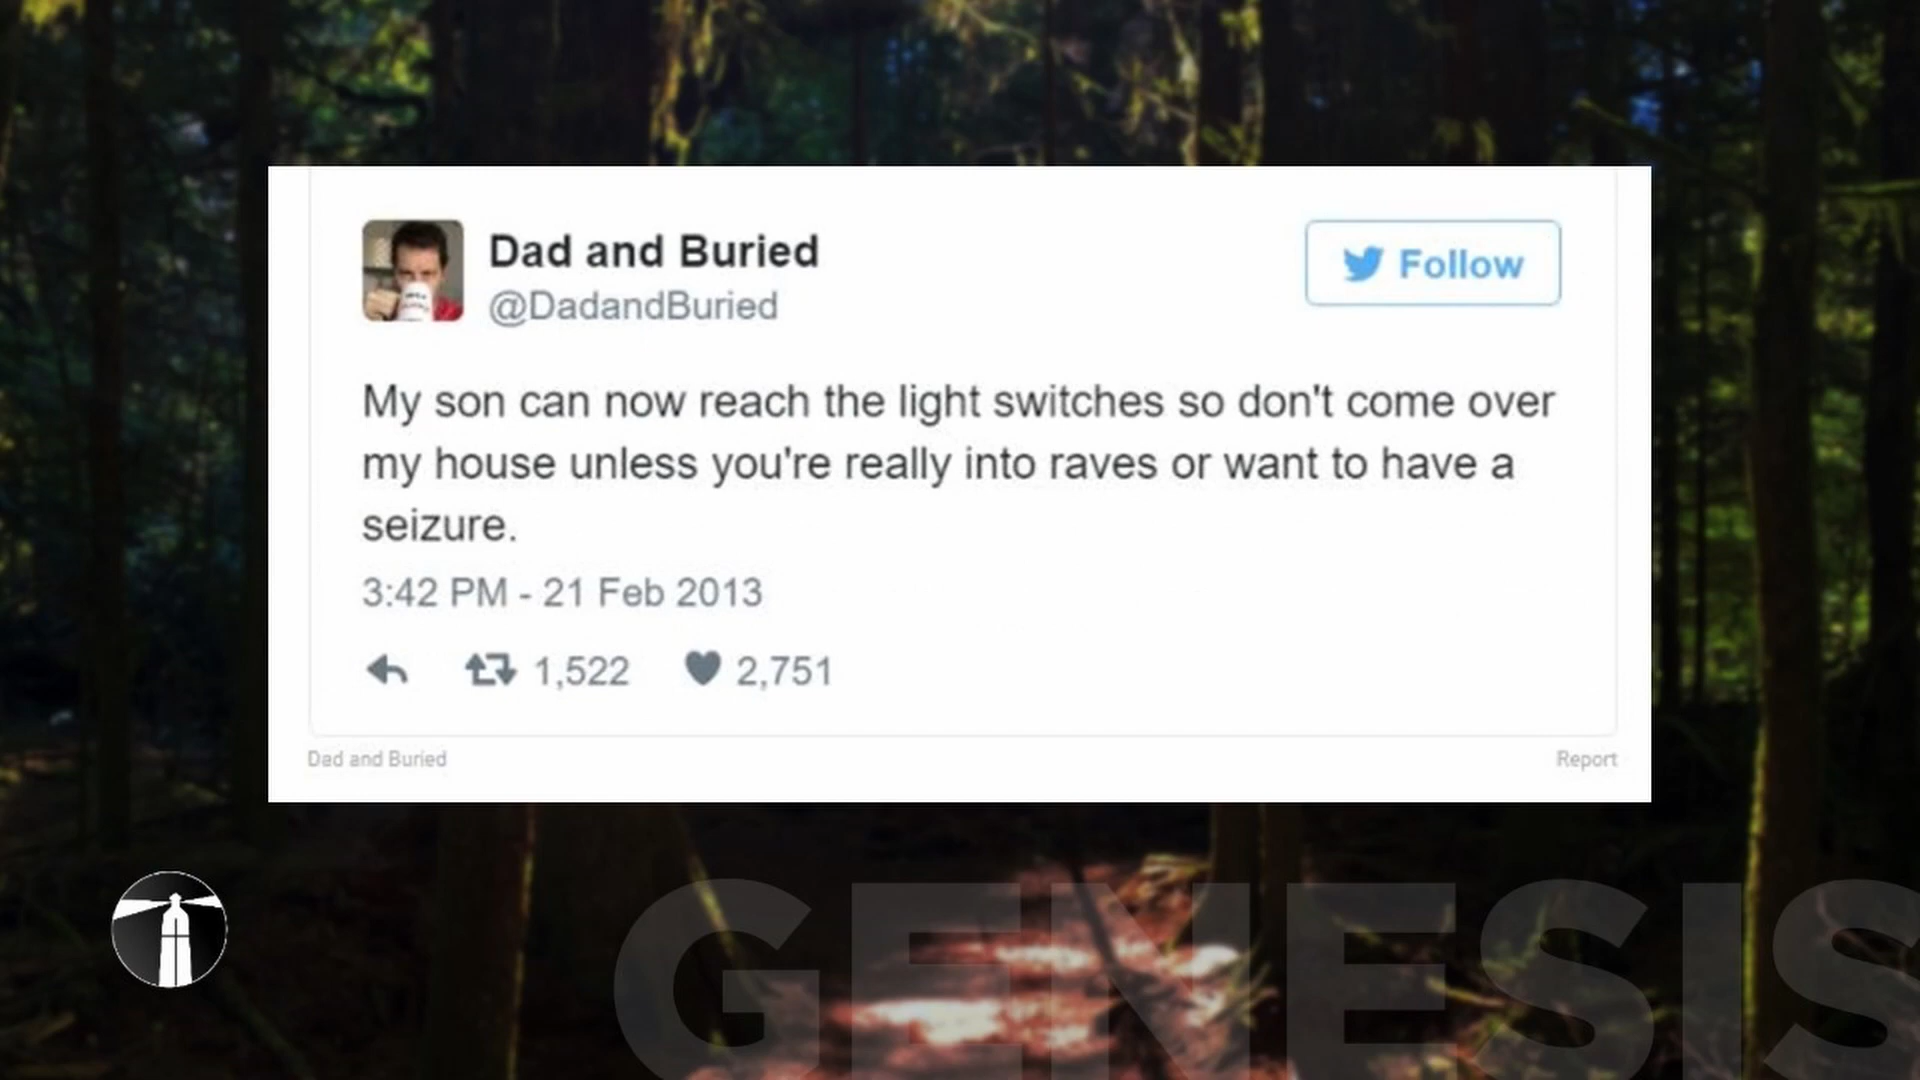 Dad and Buried
@DadandBuried
Follow
My son can now reach the light switches so don't come over
my house unless you're really into raves or want to have a
seizure.
3:42 PM - 21 Feb 2013
1,522 2,751
Dad and Buried
Report
GENESIS